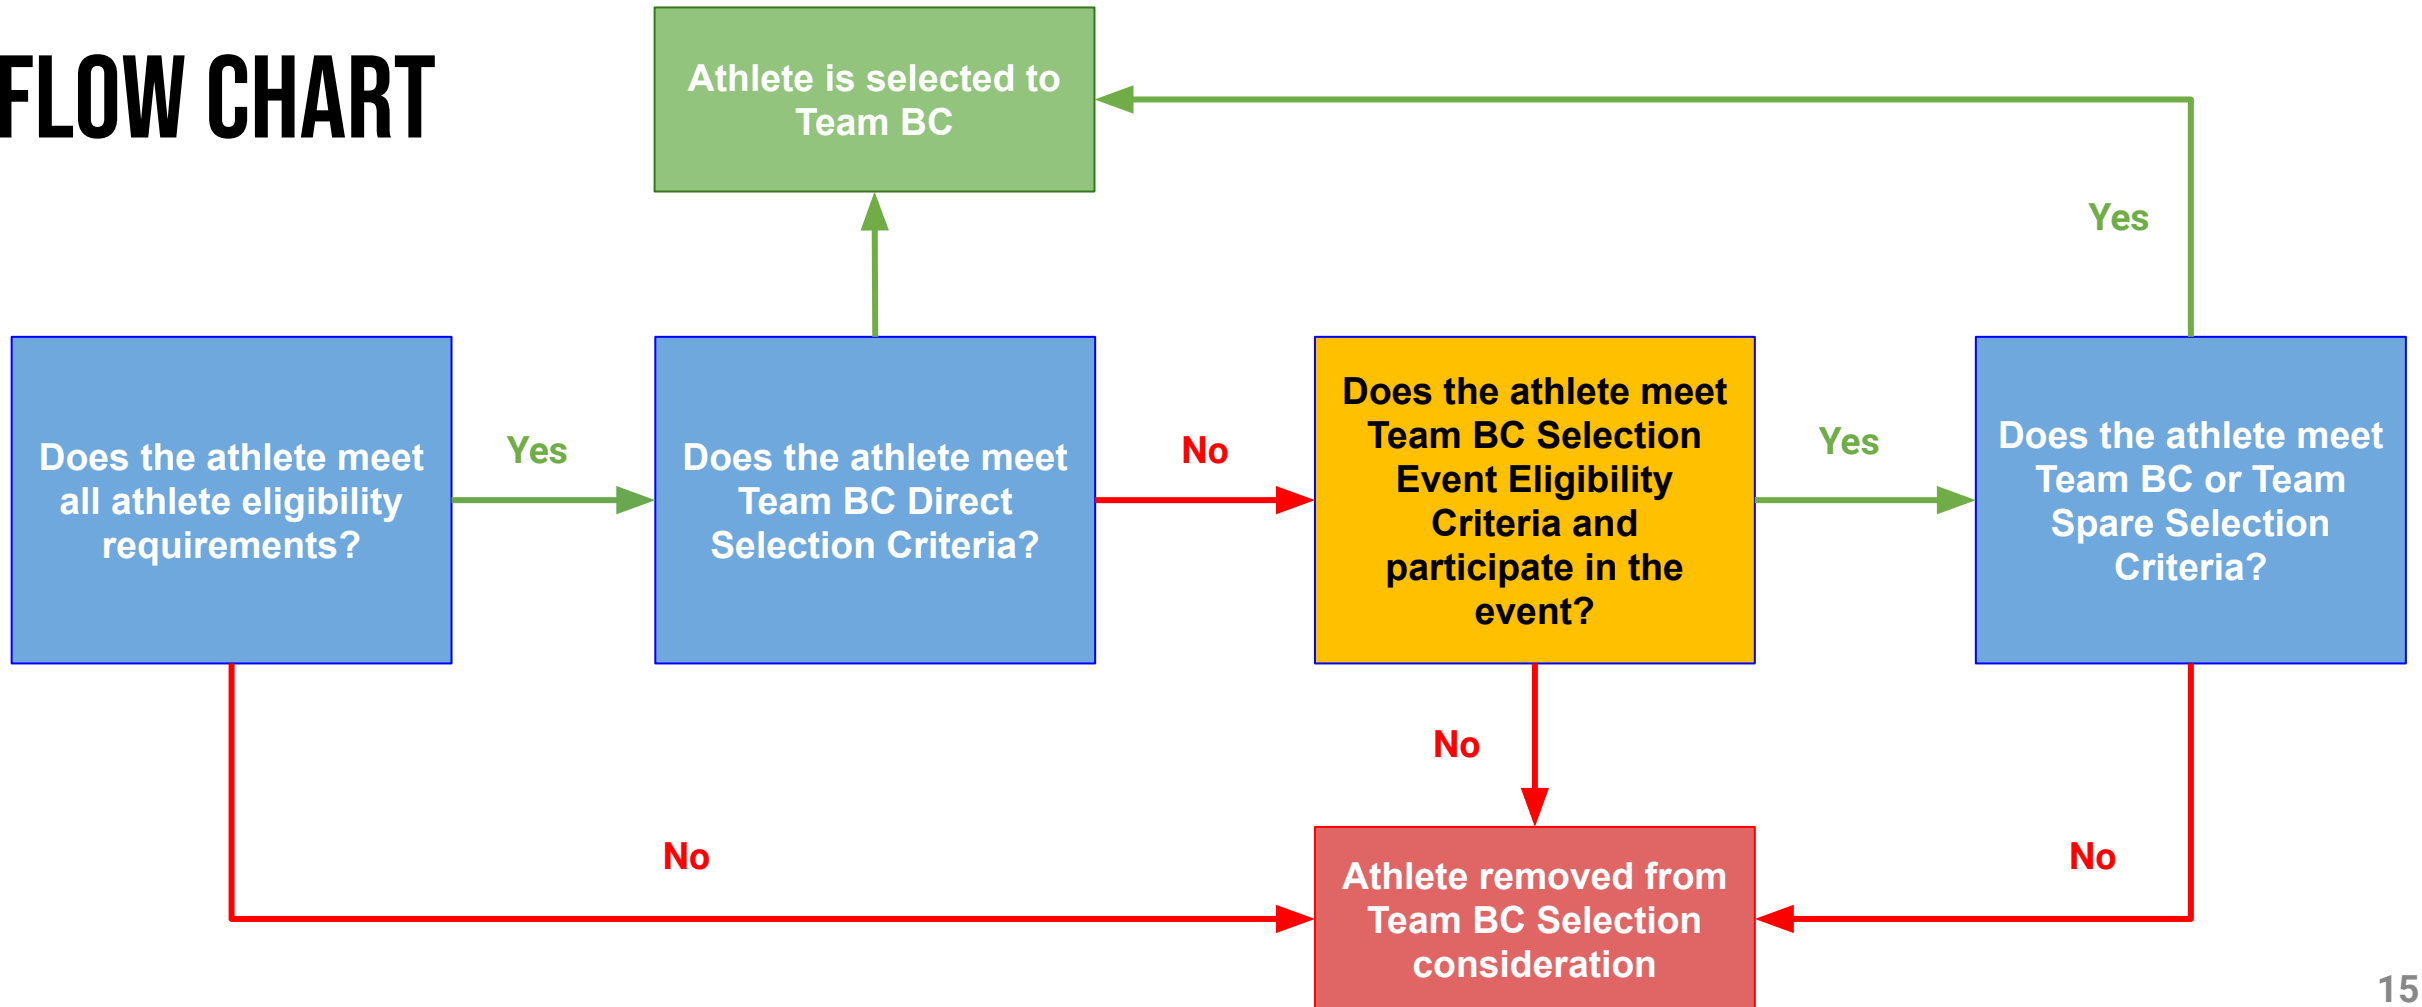 FLOW CHART
Athlete is selected to
Team BC
Yes
Does the athlete meet
all athlete eligibility
requirements?
Yes
Does the athlete meet
Team BC Direct
Selection Criteria?
No
Does the athlete meet
Team BC Selection
Event Eligibility
Criteria and
participate in the
event?
Yes
Does the athlete meet
Team BC or Team
Spare Selection
Criteria?
No
No
No
Athlete removed from
Team BC Selection
consideration
15